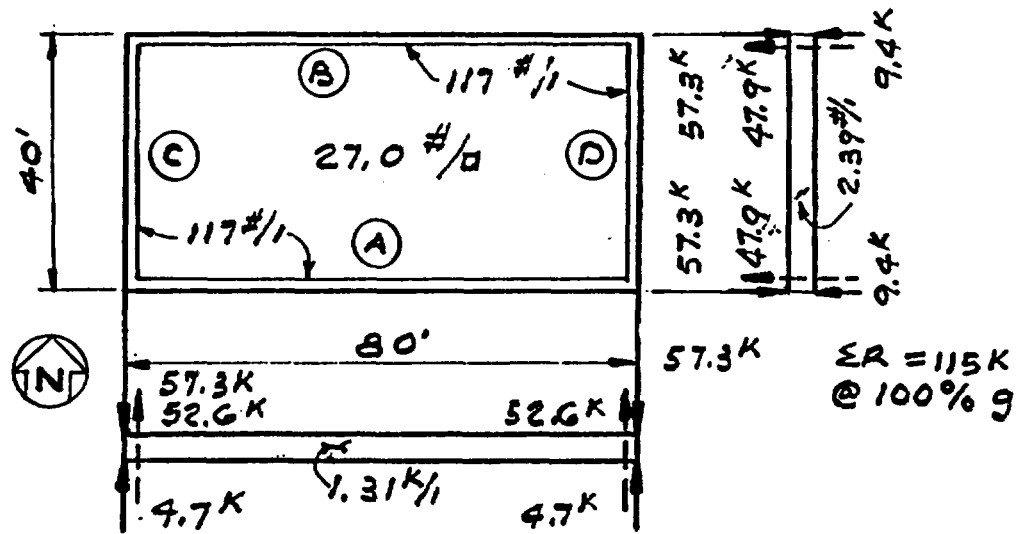 B
117 #/1
C
27.0 #/□
D
40'
117 #/1
A
57.3K
47.9K
57.3K
47.9K
9.4K
2.39#/1
9.4K
N
80'
57.3K
ΣR = 115K
@ 100% g
57.3K
52.6K
52.6K
1.31K/1
4.7K
4.7K